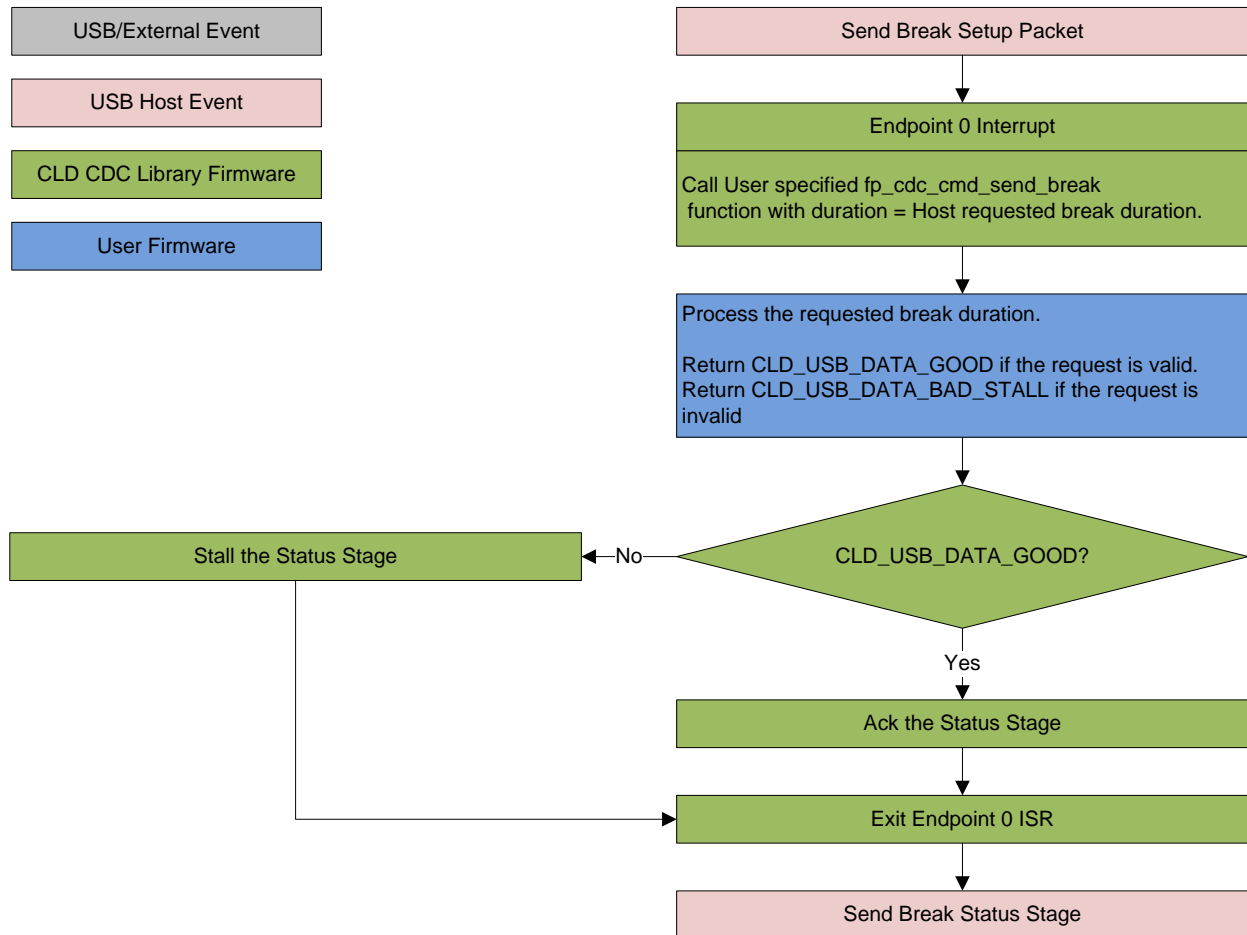 USB/External Event
USB Host Event
CLD CDC Library Firmware
User Firmware
Send Break Setup Packet
Endpoint 0 Interrupt
Call User specified fp_cdc_cmd_send_break
function with duration = Host requested break duration.
Process the requested break duration.
Return CLD_USB_DATA_GOOD if the request is valid.
Return CLD_USB_DATA_BAD_STALL if the request is
invalid
CLD_USB_DATA_GOOD?
No
Stall the Status Stage
Yes
Ack the Status Stage
Exit Endpoint 0 ISR
Send Break Status Stage